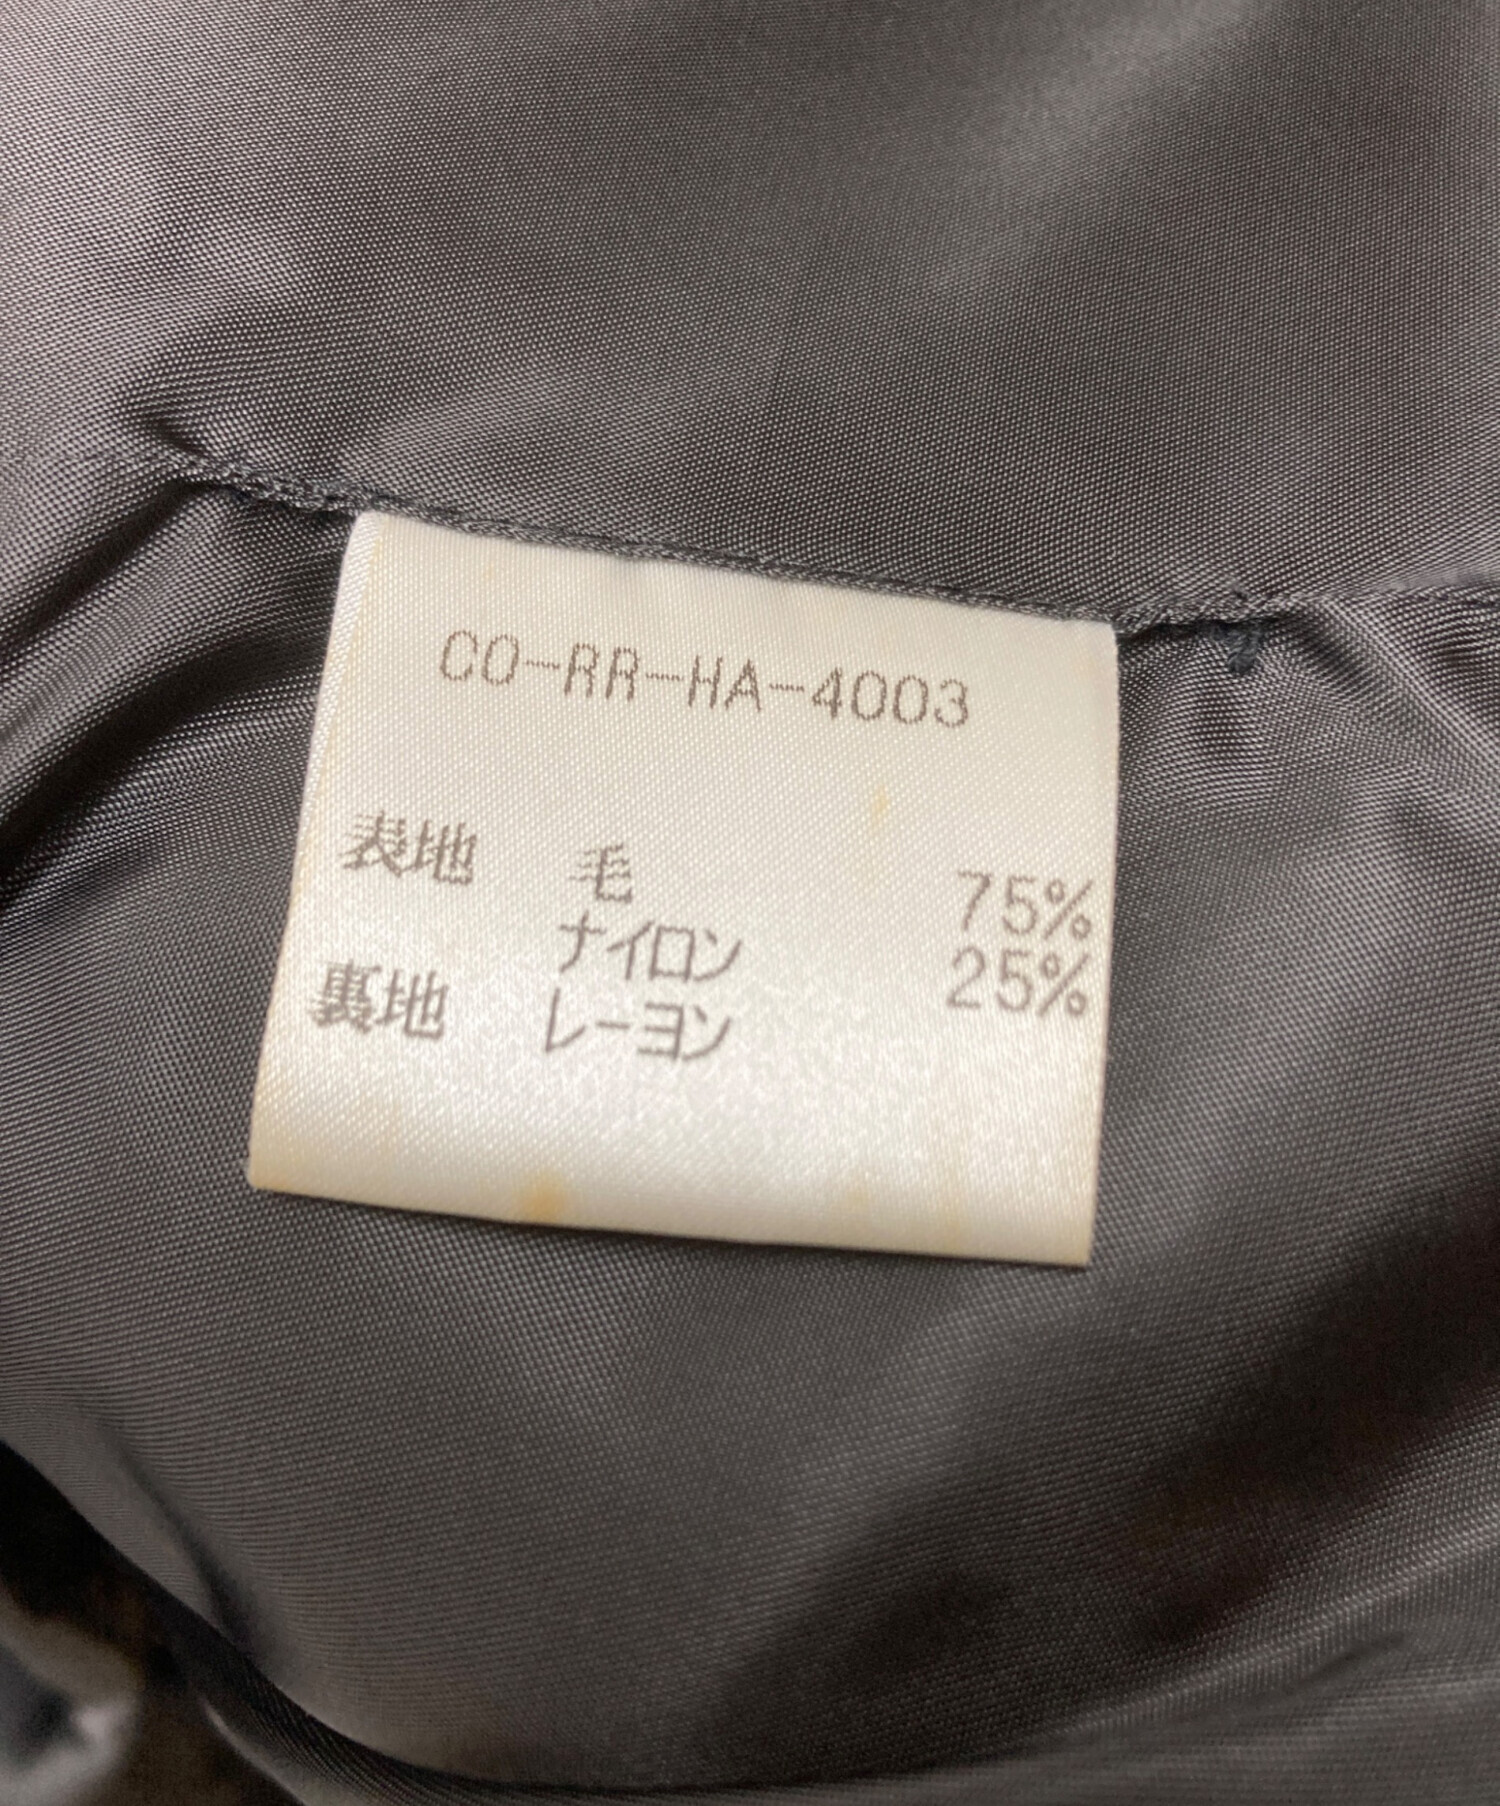 CO-RR-HA-4003
表地 毛 75%
ナイロン 25%
裏地 レーヨン